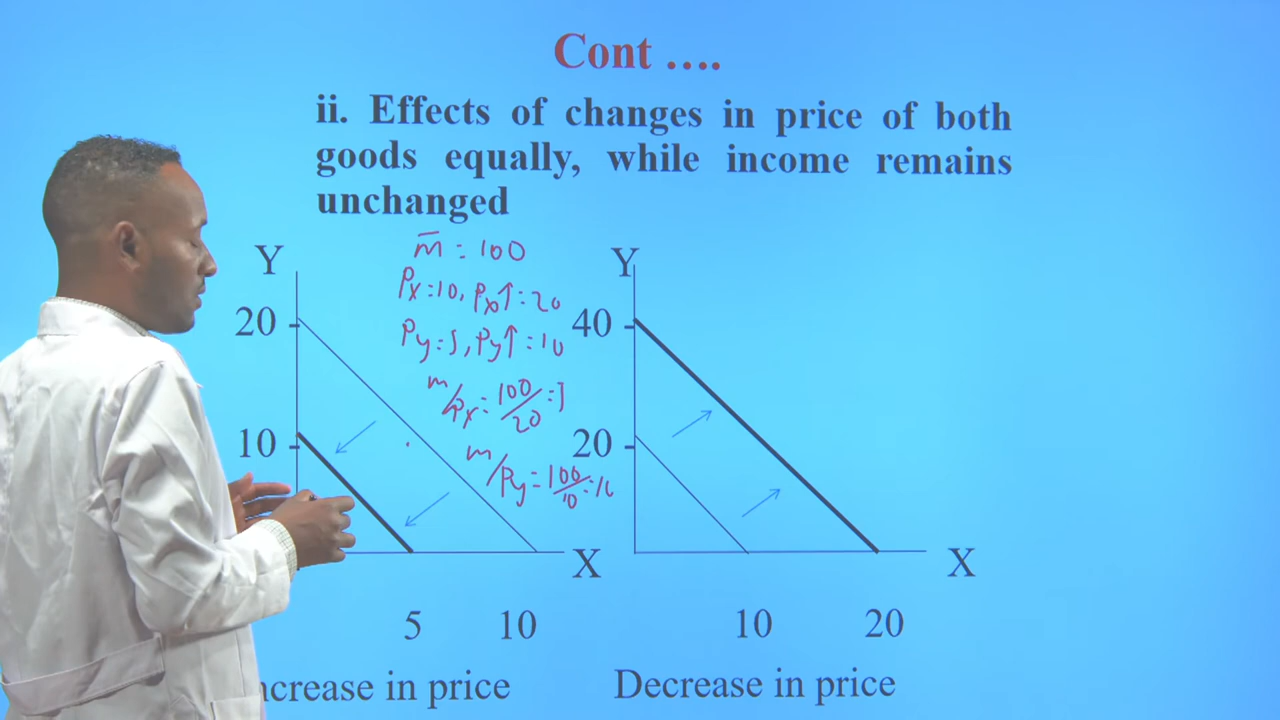 Cont ….
ii. Effects of changes in price of both
goods equally, while income remains
unchanged
m̅ = 100
Px = 10, Px↑ = 20
Py = 5, Py↑ = 10
m/Px = 100/20 = 5
m/Py = 100/10 = 10
Y
20
10
X
5 10
ncrease in price
Y
40
20
X
10 20
Decrease in price